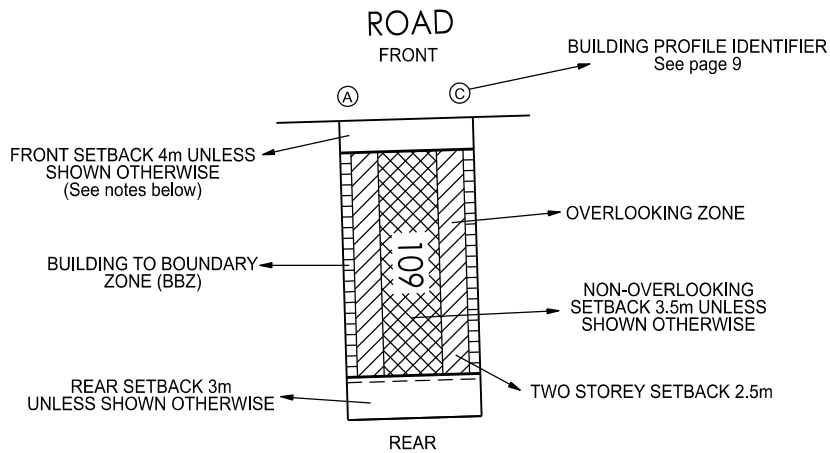 ROAD
FRONT
BUILDING PROFILE IDENTIFIER
See page 9
A
C
FRONT SETBACK 4m UNLESS
SHOWN OTHERWISE
(See notes below)
OVERLOOKING ZONE
BUILDING TO BOUNDARY
ZONE (BBZ)
109
NON-OVERLOOKING
SETBACK 3.5m UNLESS
SHOWN OTHERWISE
REAR SETBACK 3m
UNLESS SHOWN OTHERWISE
TWO STOREY SETBACK 2.5m
REAR